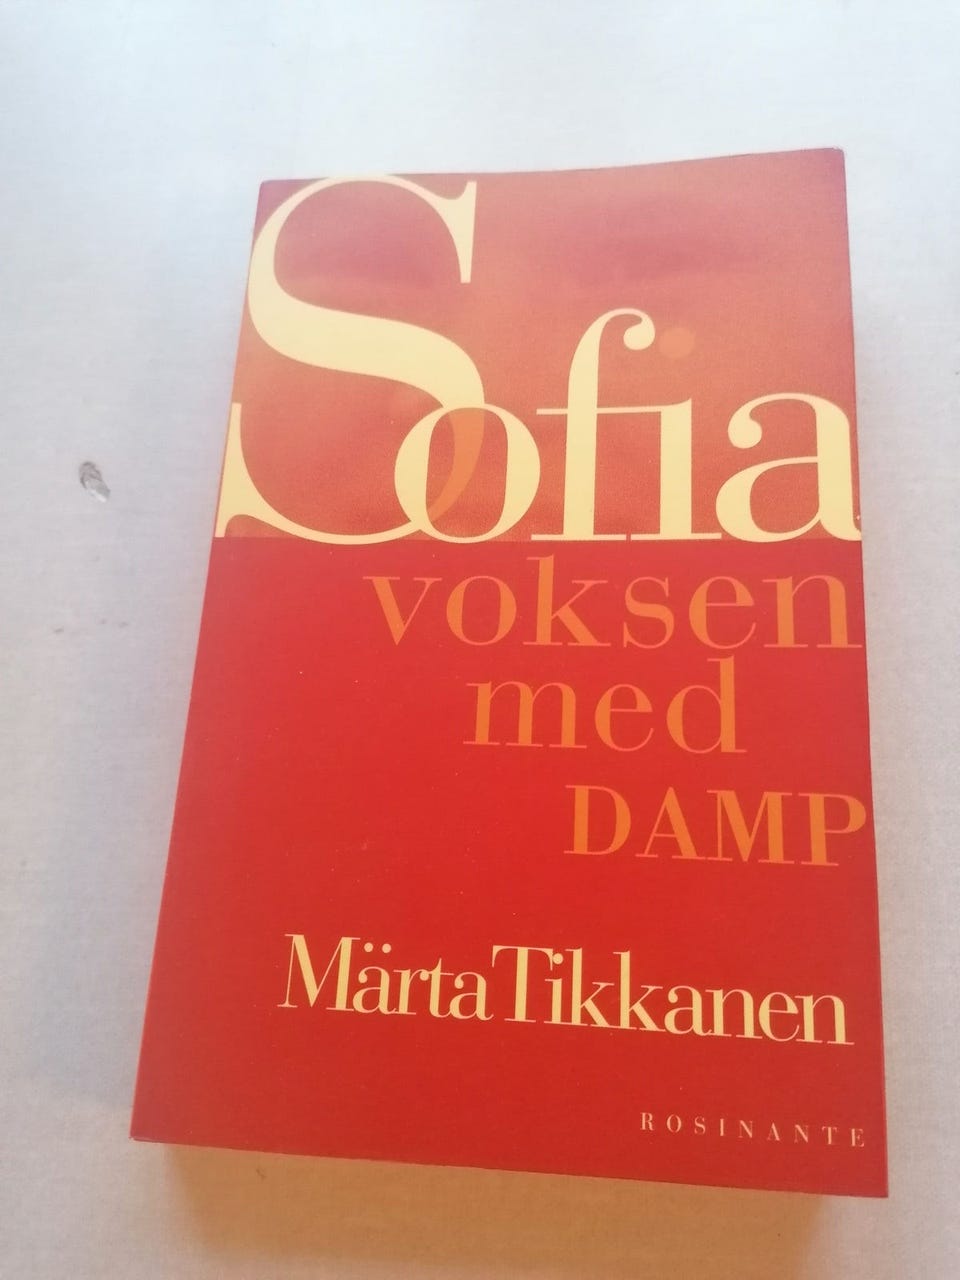 Sofia
voksen
med
DAMP
Märta Tikkanen
ROSINANTE